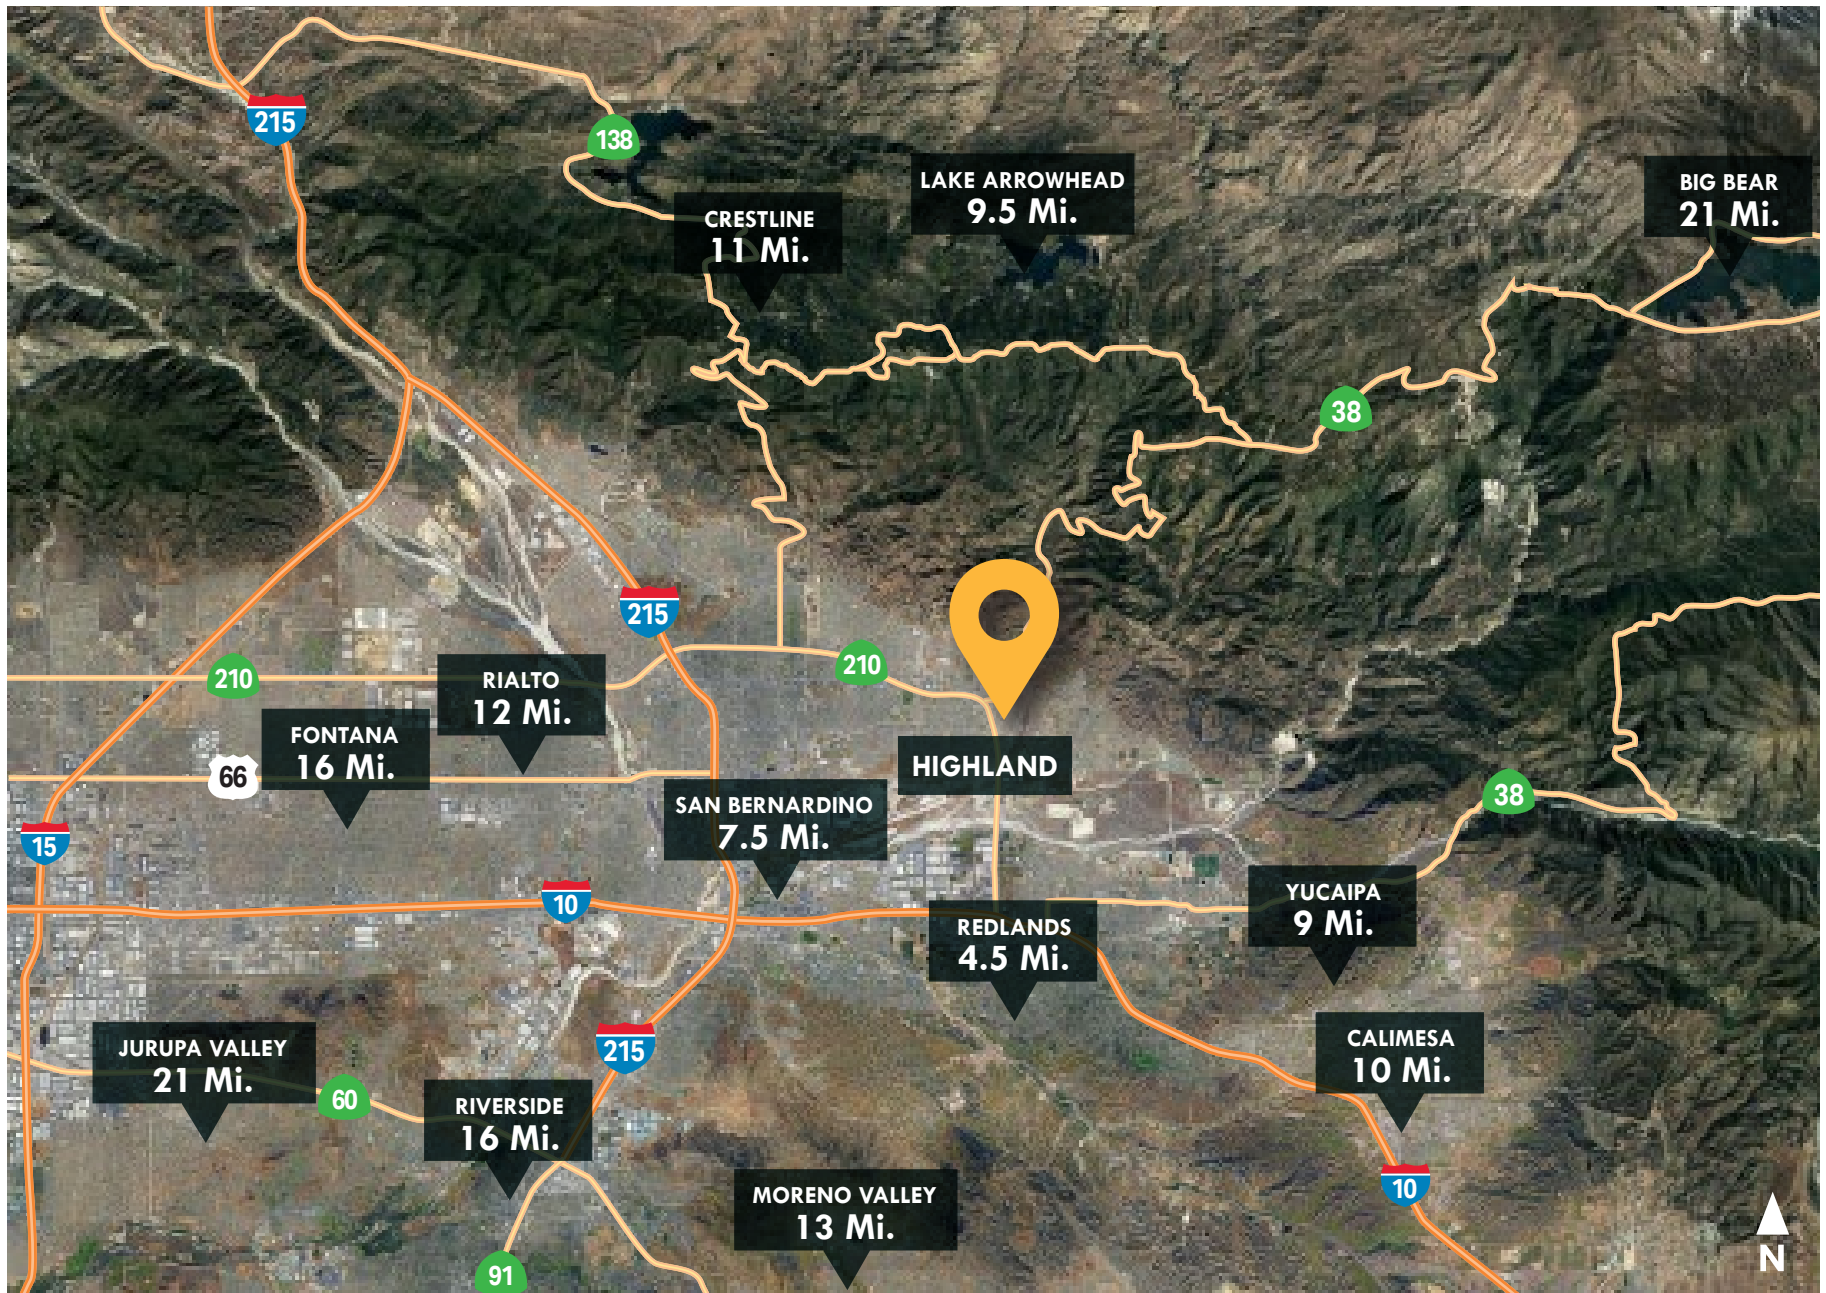 215
138
LAKE ARROWHEAD
9.5 Mi.
BIG BEAR
21 Mi.
CRESTLINE
11 Mi.
38
215
210
RIALTO
12 Mi.
210
FONTANA
16 Mi.
66
HIGHLAND
SAN BERNARDINO
7.5 Mi.
38
15
10
YUCAIPA
9 Mi.
REDLANDS
4.5 Mi.
JURUPA VALLEY
21 Mi.
60
215
CALIMESA
10 Mi.
RIVERSIDE
16 Mi.
MORENO VALLEY
13 Mi.
10
91
N